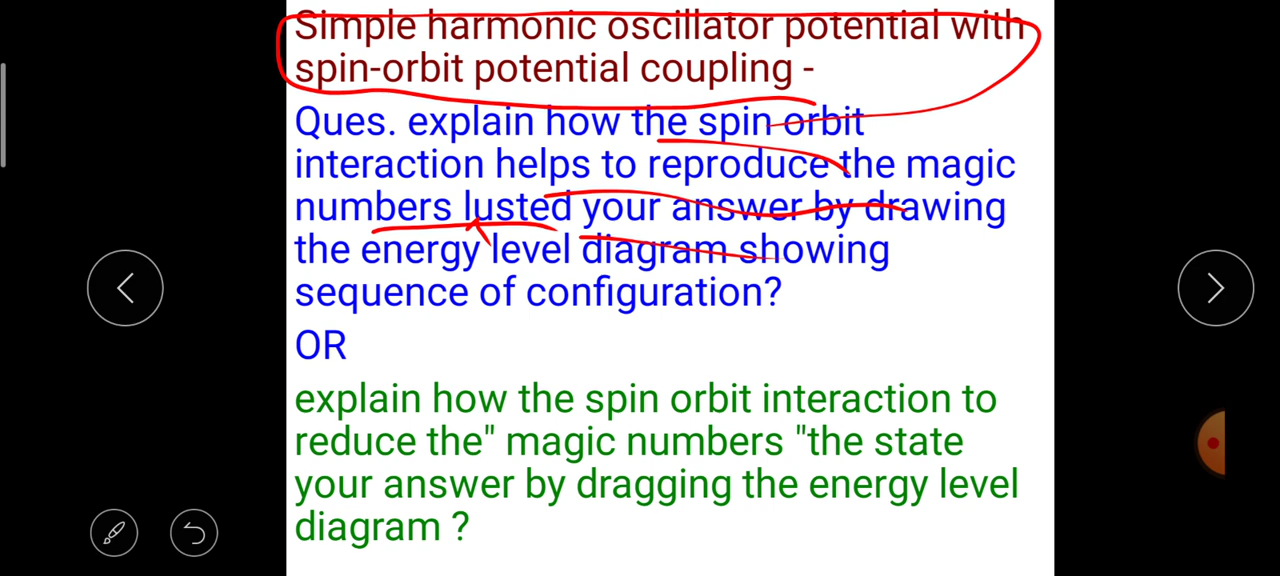 Simple harmonic oscillator potential with
spin-orbit potential coupling -
Ques. explain how the spin orbit
interaction helps to reproduce the magic
numbers lusted your answer by drawing
the energy level diagram showing
sequence of configuration?
OR
explain how the spin orbit interaction to
reduce the" magic numbers "the state
your answer by dragging the energy level
diagram ?